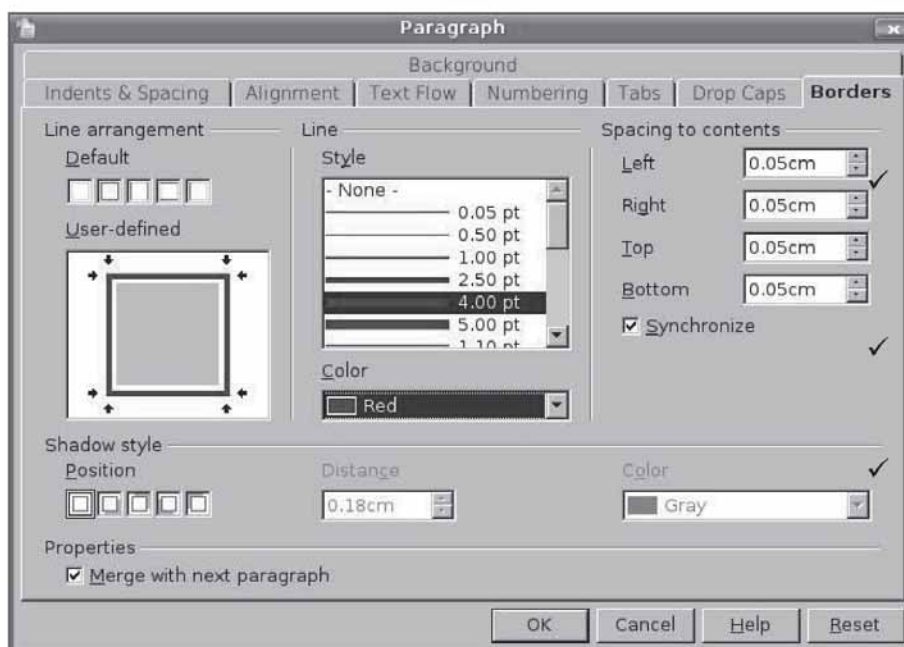 Paragraph
Background
Indents & Spacing Alignment Text Flow Numbering Tabs Drop Caps Borders
Line arrangement Line Spacing to contents
Default Style Left 0.05cm
- None -
0.05 pt Right 0.05cm
User-defined 0.50 pt
1.00 pt Top 0.05cm
2.50 pt
4.00 pt Bottom 0.05cm
5.00 pt Synchronize
1.10 pt
Color
Red
Shadow style
Position Distance Color
0.18cm Gray
Properties
Merge with next paragraph
OK Cancel Help Reset